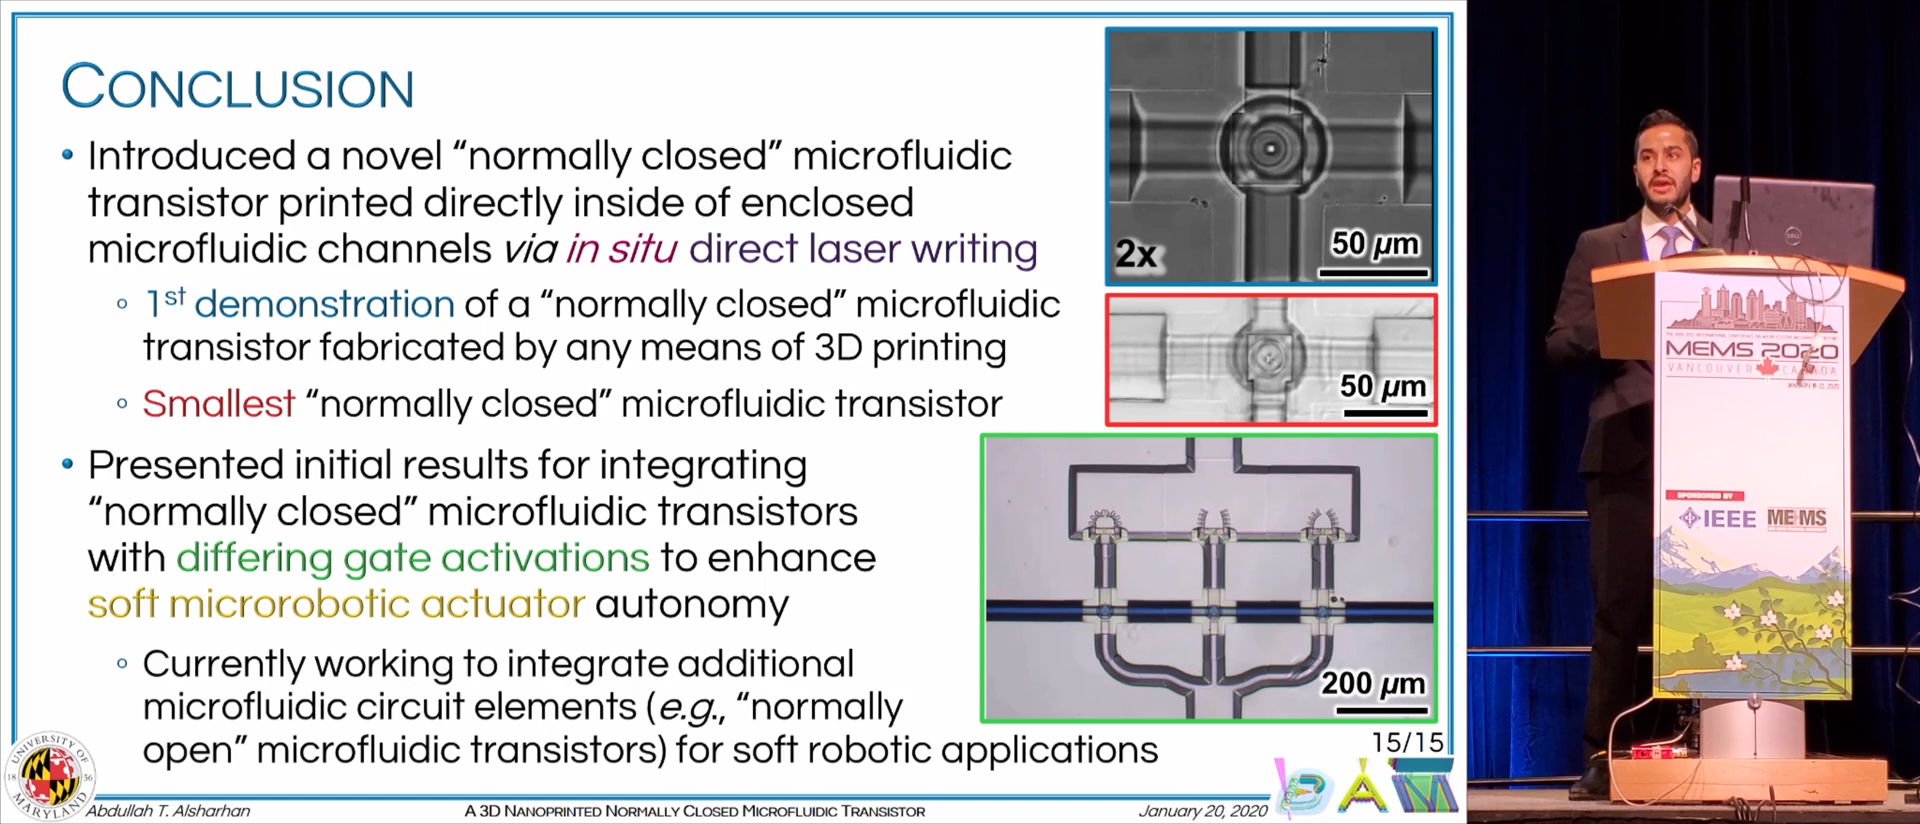 CONCLUSION
• Introduced a novel “normally closed” microfluidic
transistor printed directly inside of enclosed
microfluidic channels via in situ direct laser writing
◦ 1st demonstration of a “normally closed” microfluidic
transistor fabricated by any means of 3D printing
◦ Smallest “normally closed” microfluidic transistor
• Presented initial results for integrating
“normally closed” microfluidic transistors
with differing gate activations to enhance
soft microrobotic actuator autonomy
◦ Currently working to integrate additional
microfluidic circuit elements (e.g., “normally
open” microfluidic transistors) for soft robotic applications
2x
50 µm
50 µm
200 µm
15/15
UNIVERSITY OF
18 56
MARYLAND
Abdullah T. Alsharhan
A 3D NANOPRINTED NORMALLY CLOSED MICROFLUIDIC TRANSISTOR
January 20, 2020
BAM
DELL
MEMS 2020
VANCOUVER CANADA
SPONSORED BY
IEEE MEMS